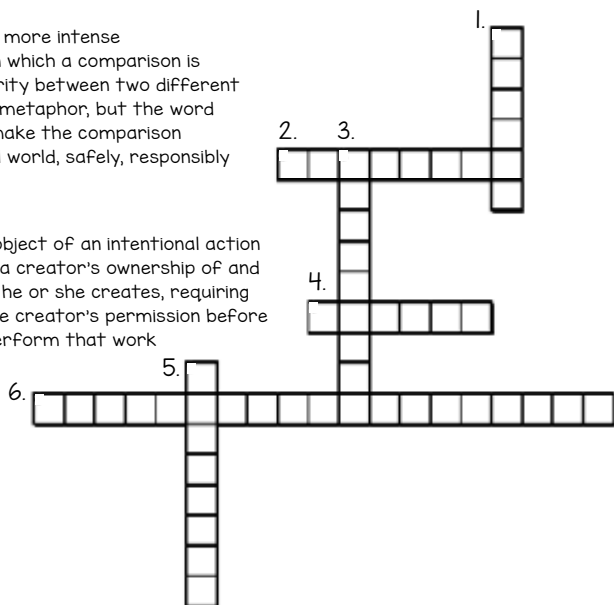 1.
more intense
which a comparison is
rity between two different
metaphor, but the word
make the comparison
world, safely, responsibly
2. 3.
object of an intentional action
a creator's ownership of and
he or she creates, requiring
e creator's permission before
erform that work
4.
5.
6.